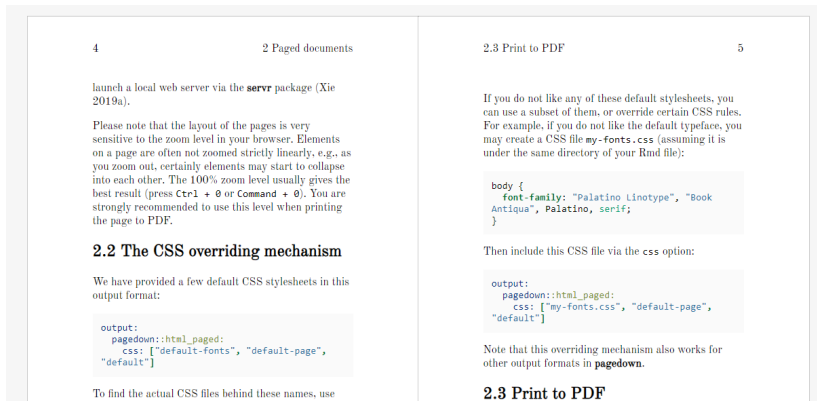 4 2 Paged documents
launch a local web server via the servr package (Xie
2019a).
Please note that the layout of the pages is very
sensitive to the zoom level in your browser. Elements
on a page are often not zoomed strictly linearly, e.g., as
you zoom out, certainly elements may start to collapse
into each other. The 100% zoom level usually gives the
best result (press Ctrl + 0 or Command + 0). You are
strongly recommended to use this level when printing
the page to PDF.
2.2 The CSS overriding mechanism
We have provided a few default CSS stylesheets in this
output format:
output:
  pagedown::html_paged:
    css: ["default-fonts", "default-page",
"default"]
To find the actual CSS files behind these names, use
2.3 Print to PDF 5
If you do not like any of these default stylesheets, you
can use a subset of them, or override certain CSS rules.
For example, if you do not like the default typeface, you
may create a CSS file my-fonts.css (assuming it is
under the same directory of your Rmd file):
body {
  font-family: "Palatino Linotype", "Book
Antiqua", Palatino, serif;
}
Then include this CSS file via the css option:
output:
  pagedown::html_paged:
    css: ["my-fonts.css", "default-page",
"default"]
Note that this overriding mechanism also works for
other output formats in pagedown.
2.3 Print to PDF